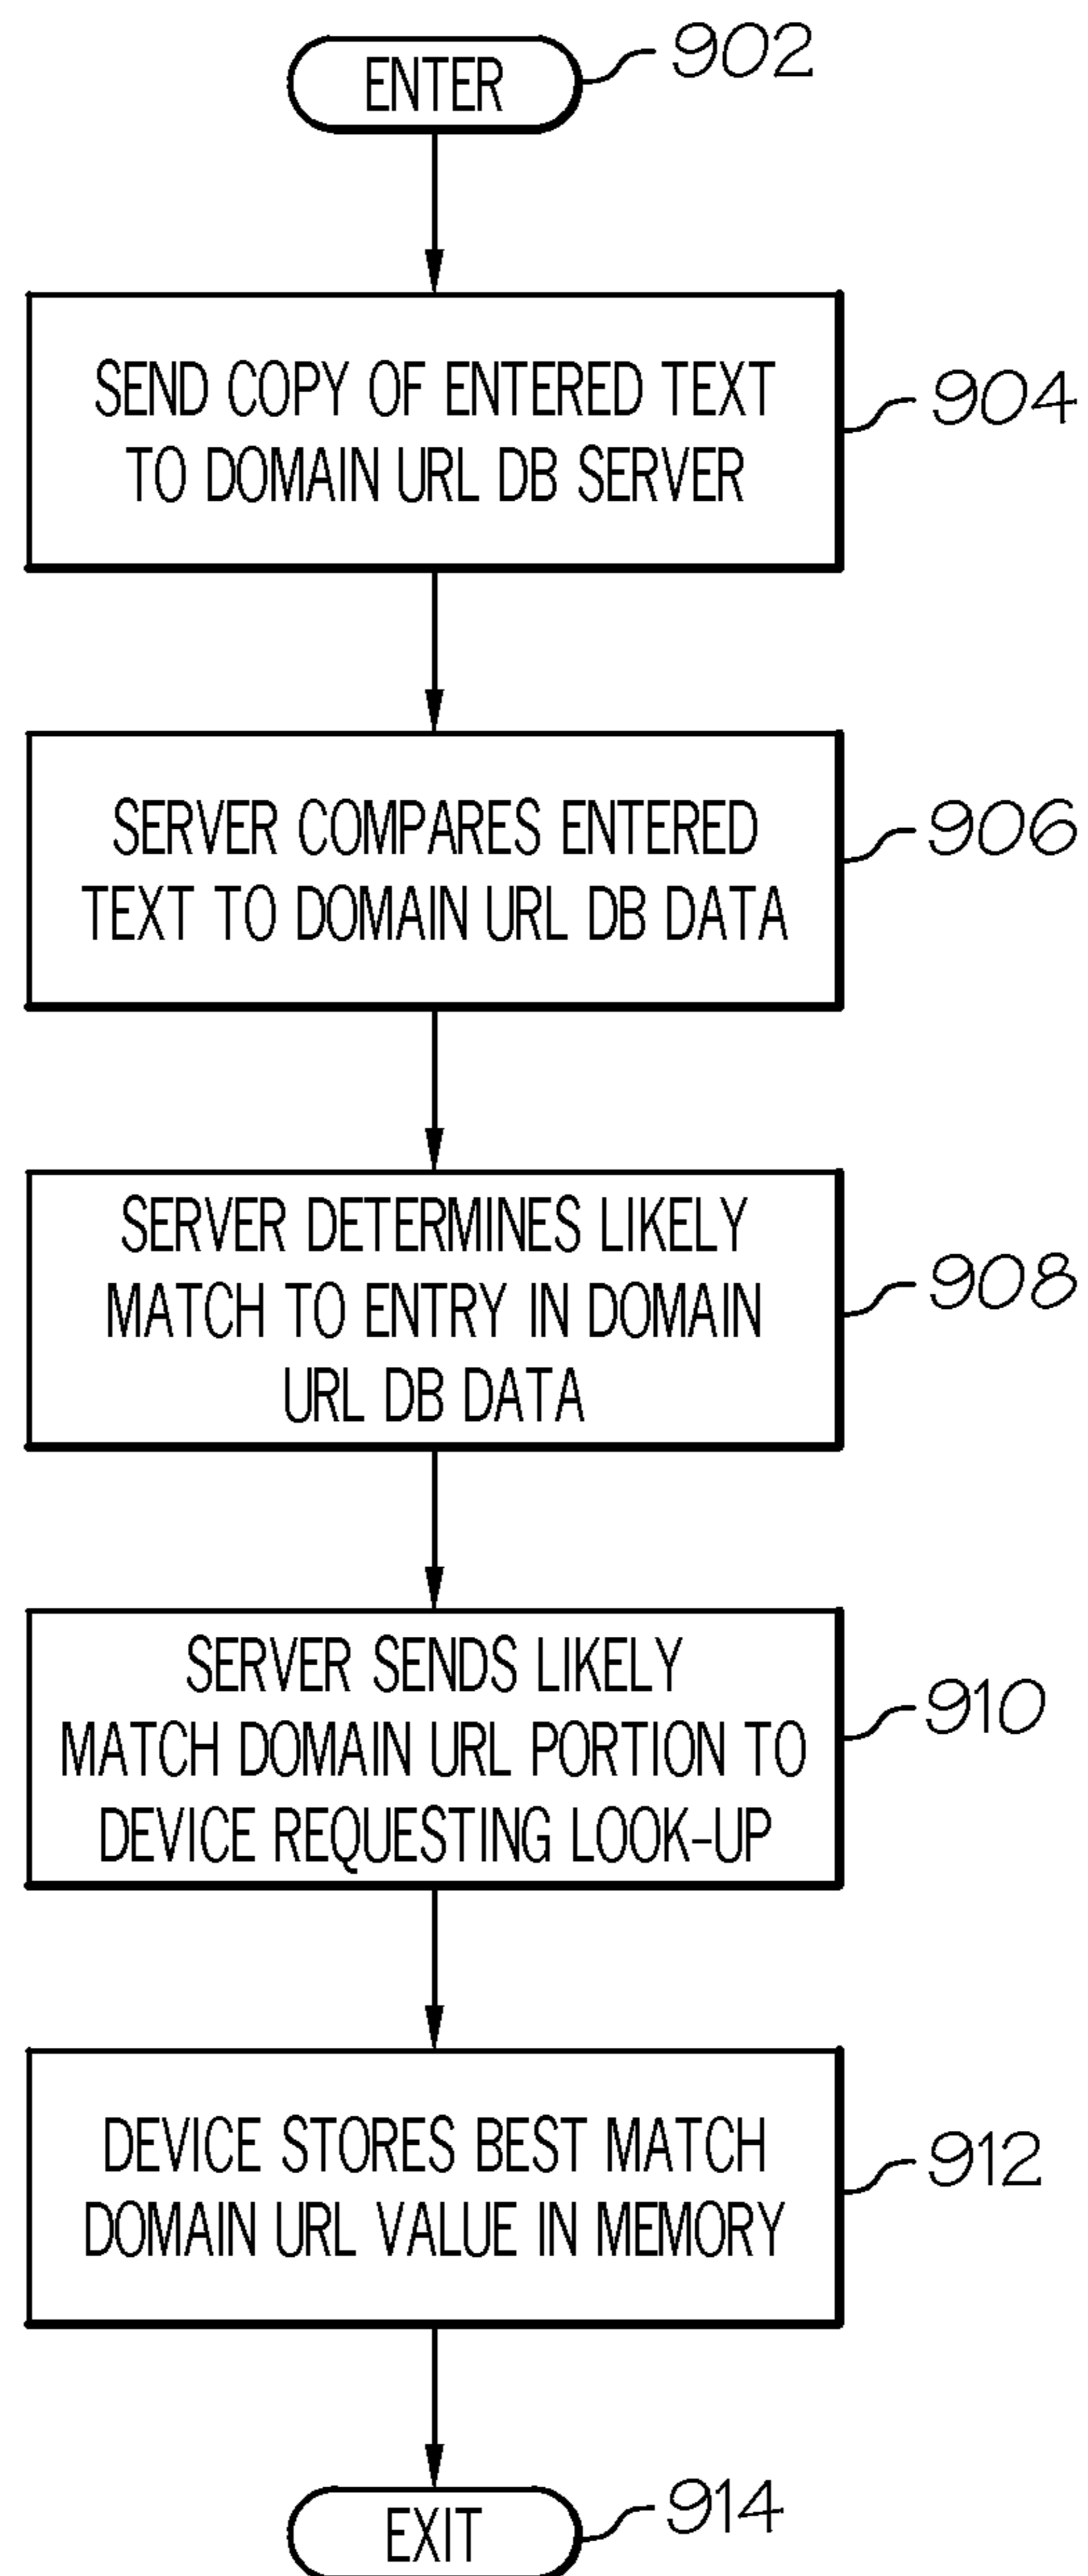 ENTER
902
SEND COPY OF ENTERED TEXT
TO DOMAIN URL DB SERVER
904
SERVER COMPARES ENTERED
TEXT TO DOMAIN URL DB DATA
906
SERVER DETERMINES LIKELY
MATCH TO ENTRY IN DOMAIN
URL DB DATA
908
SERVER SENDS LIKELY
MATCH DOMAIN URL PORTION TO
DEVICE REQUESTING LOOK-UP
910
DEVICE STORES BEST MATCH
DOMAIN URL VALUE IN MEMORY
912
EXIT
914